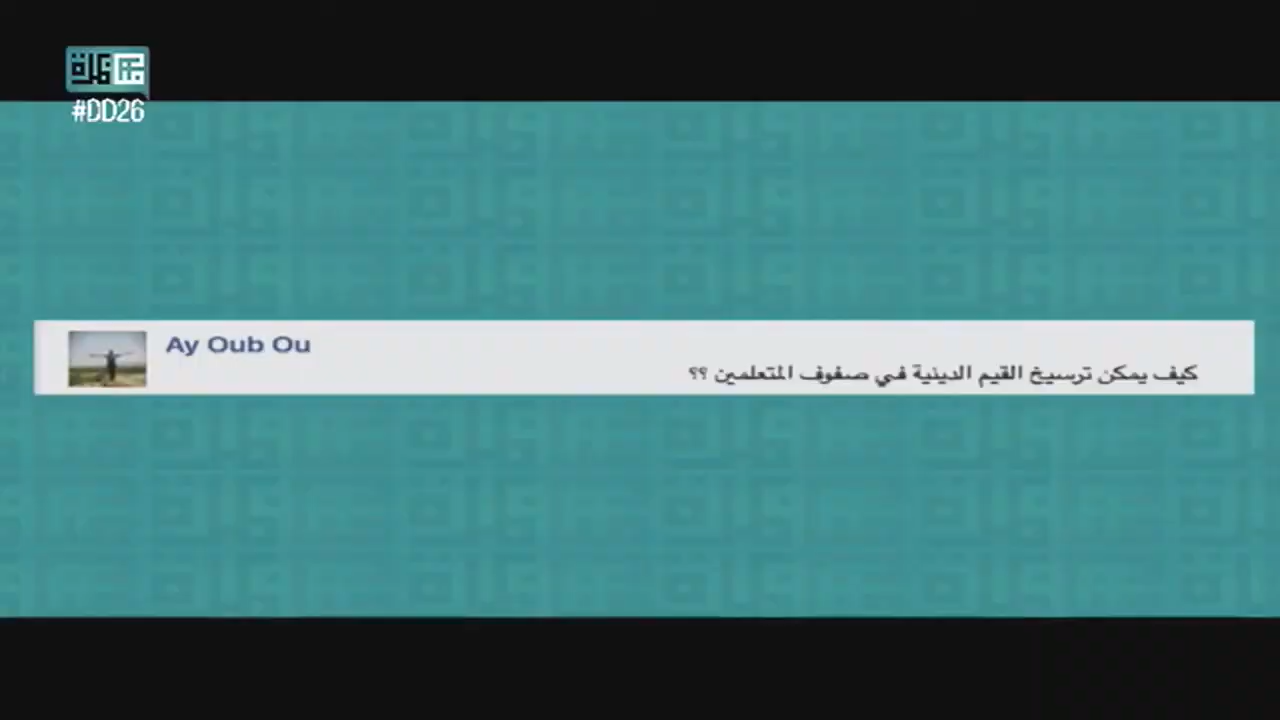 #DD26
Ay Oub Ou
كيف يمكن ترسيخ القيم الدينية في صفوف المتعلمين ؟؟